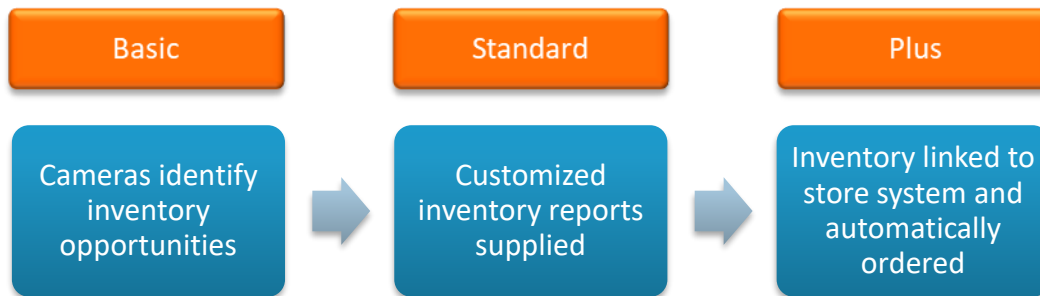 Basic
Standard
Plus
Cameras identify
inventory
opportunities
Customized
inventory reports
supplied
Inventory linked to
store system and
automatically
ordered